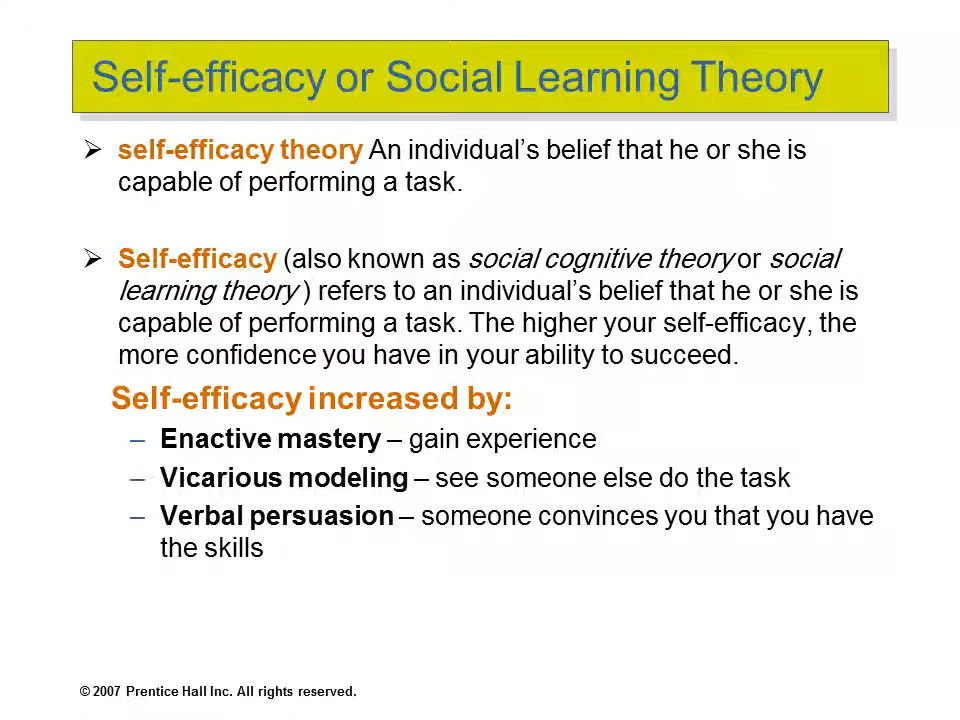 Self-efficacy or Social Learning Theory
➢ self-efficacy theory An individual’s belief that he or she is
capable of performing a task.
➢ Self-efficacy (also known as social cognitive theory or social
learning theory ) refers to an individual’s belief that he or she is
capable of performing a task. The higher your self-efficacy, the
more confidence you have in your ability to succeed.
Self-efficacy increased by:
– Enactive mastery – gain experience
– Vicarious modeling – see someone else do the task
– Verbal persuasion – someone convinces you that you have
the skills
© 2007 Prentice Hall Inc. All rights reserved.